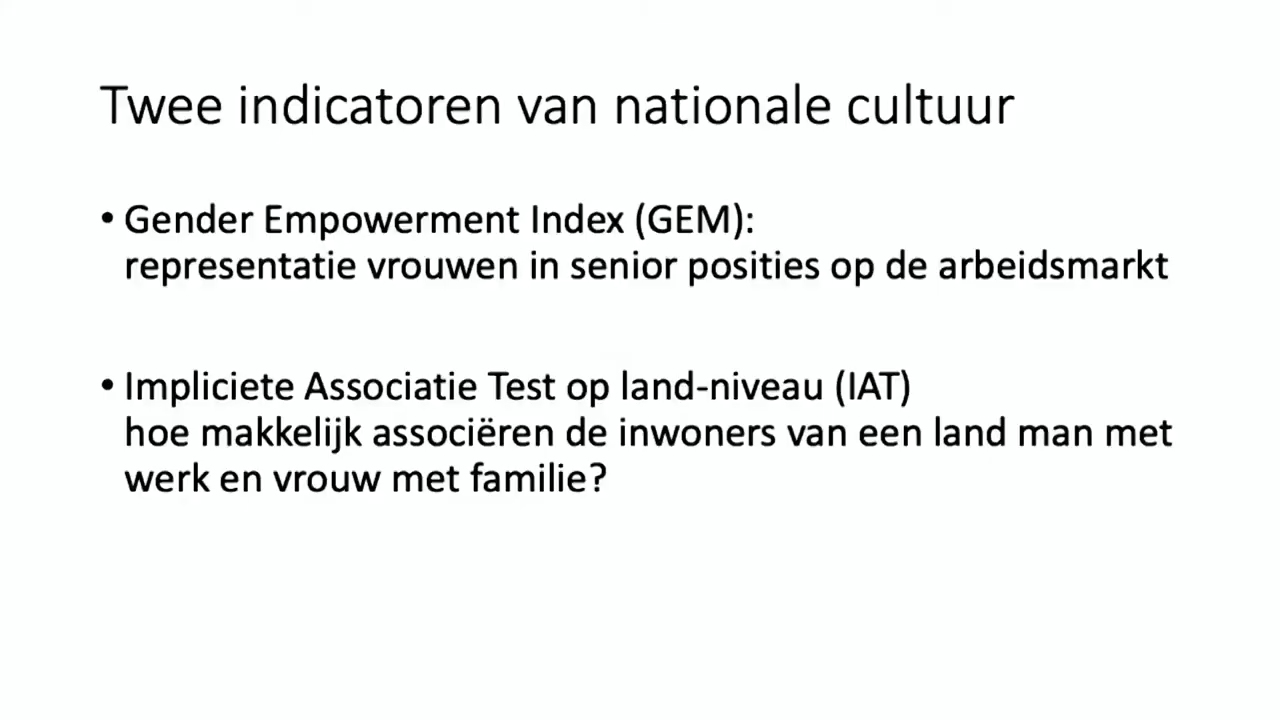 Twee indicatoren van nationale cultuur
• Gender Empowerment Index (GEM):
representatie vrouwen in senior posities op de arbeidsmarkt
• Impliciete Associatie Test op land-niveau (IAT)
hoe makkelijk associëren de inwoners van een land man met
werk en vrouw met familie?